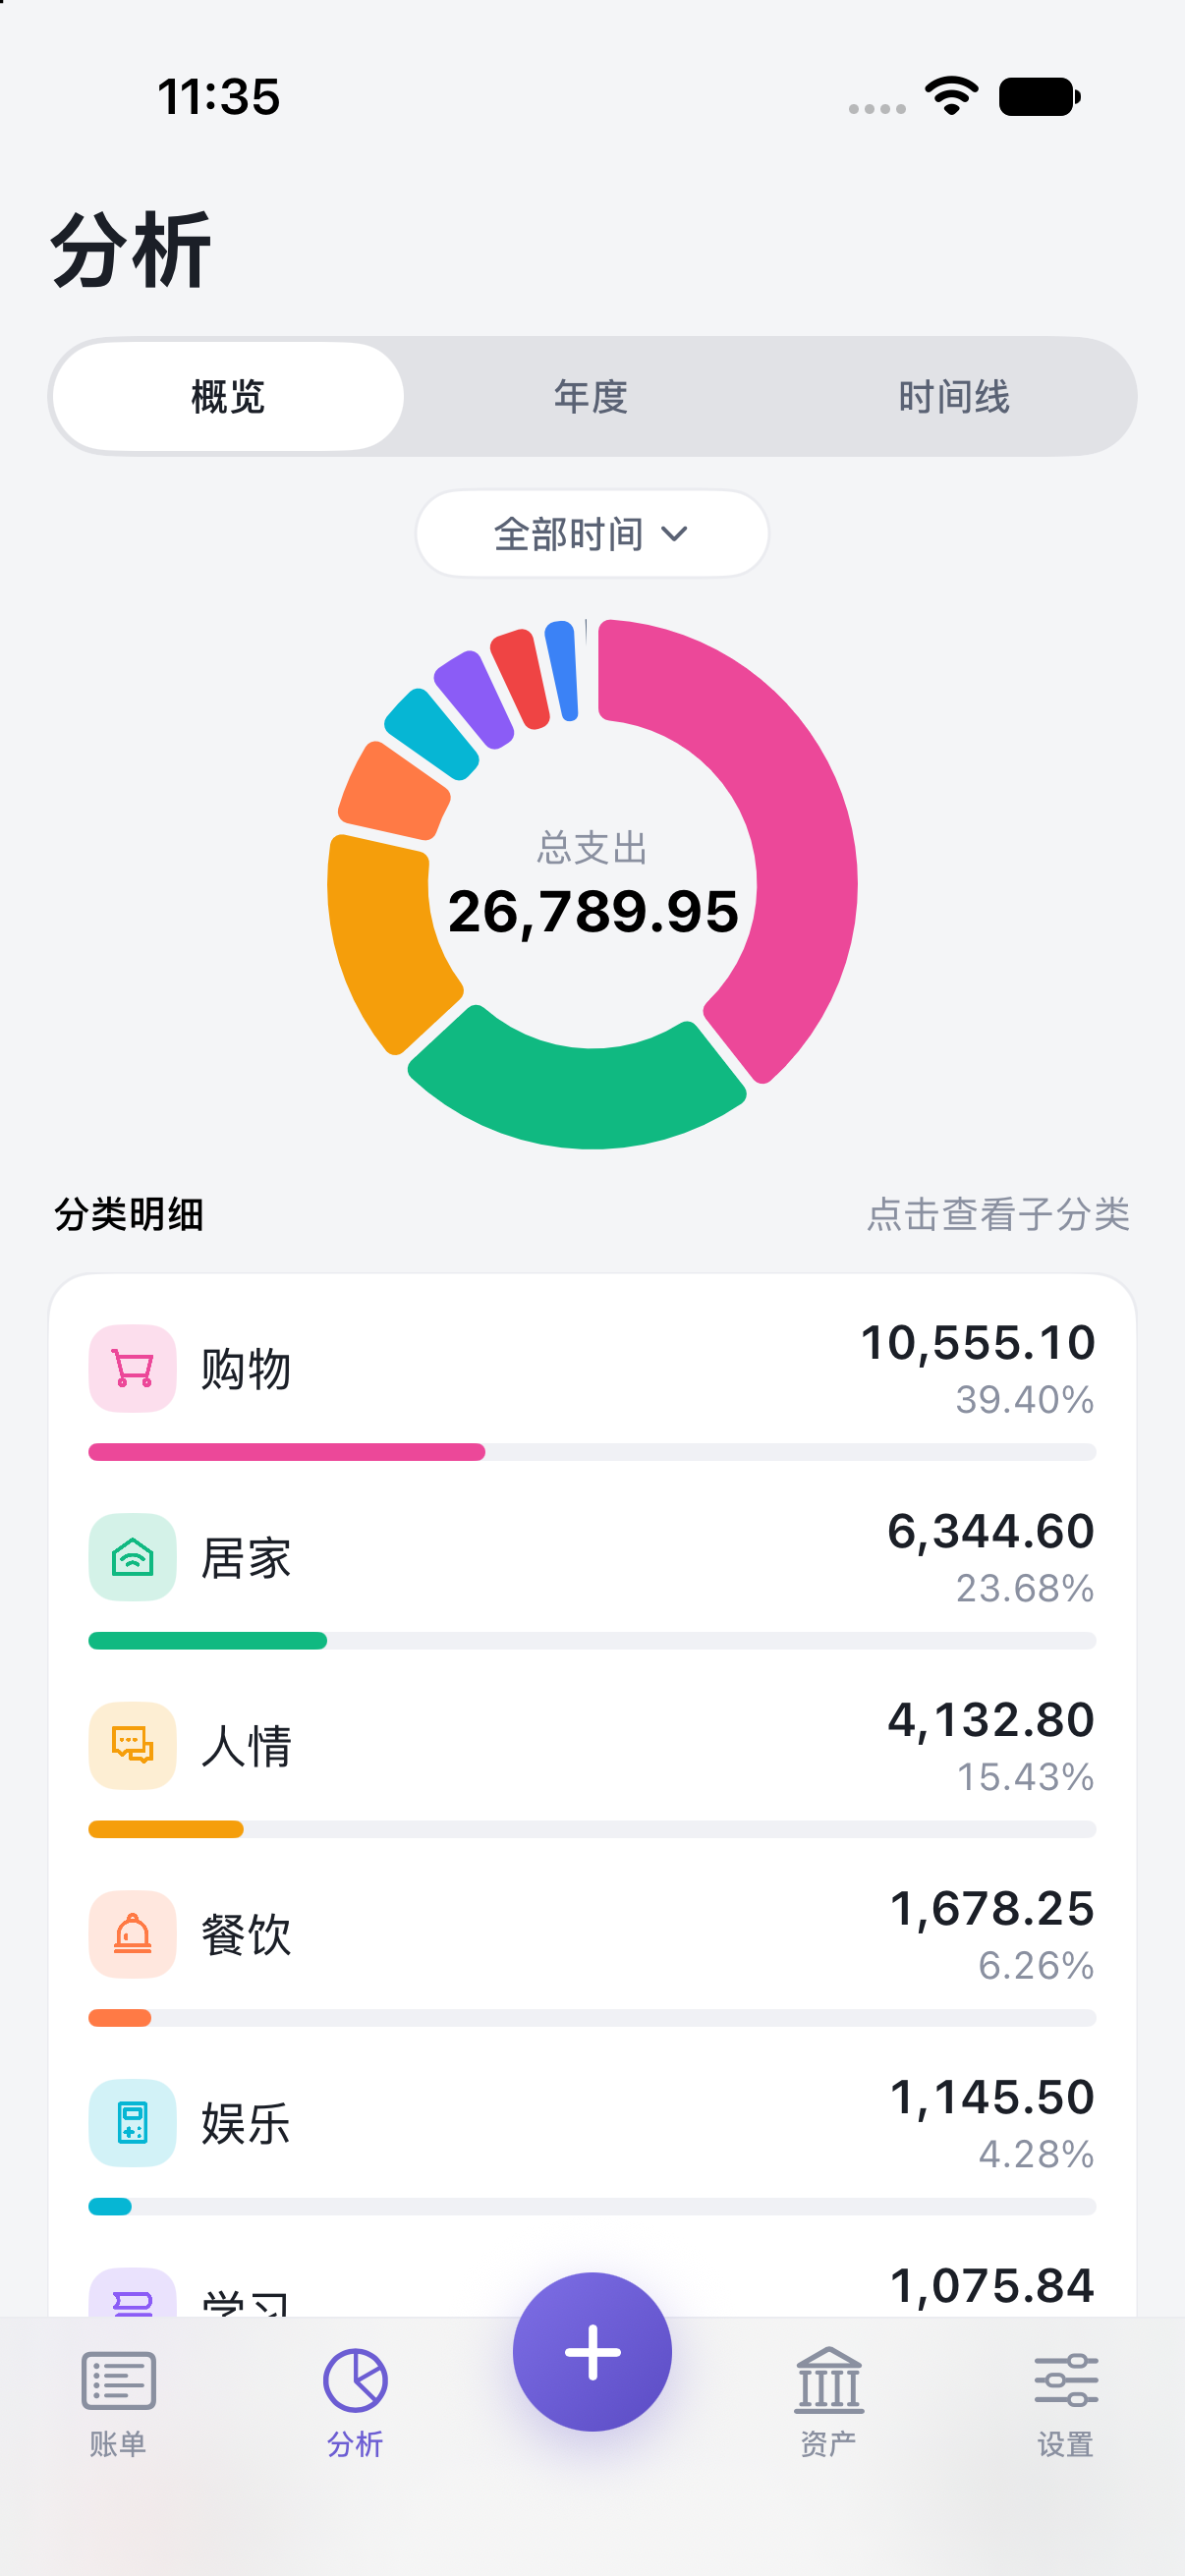 11:35
分析
概览
年度
时间线
全部时间
总支出
26,789.95
分类明细
点击查看子分类
购物
10,555.10
39.40%
居家
6,344.60
23.68%
人情
4,132.80
15.43%
餐饮
1,678.25
6.26%
娱乐
1,145.50
4.28%
学习
1,075.84
账单
分析
资产
设置